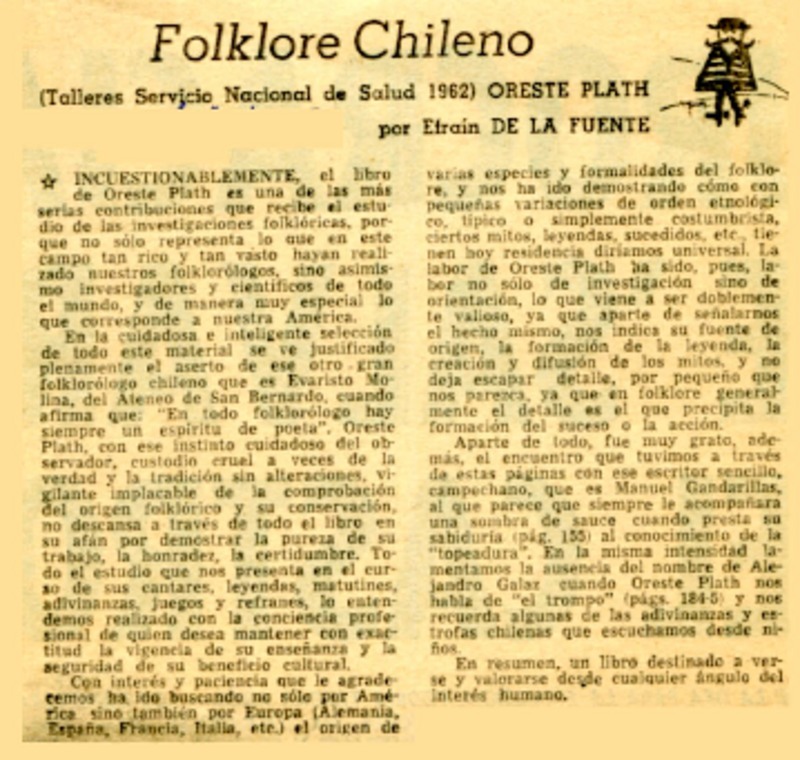 Folklore Chileno
(Talleres Servicio Nacional de Salud 1962) ORESTE PLATH
por Efraín DE LA FUENTE
INCUESTIONABLEMENTE, el libro
de Oreste Plath es una de las más
serias contribuciones que recibe el estu-
dio de las investigaciones folklóricas, por-
que no sólo representa lo que en este
campo tan rico y tan vasto hayan reali-
zado nuestros folklorólogos, sino asimis-
mo investigadores y científicos de todo
el mundo, y de manera muy especial lo
que corresponde a nuestra América.
En la cuidadosa e inteligente selección
de todo este material se ve justificado
plenamente el aserto de ese otro gran
folklorólogo chileno que es Evaristo Mo-
lina, del Ateneo de San Bernardo, cuando
afirma que: "En todo folklorólogo hay
siempre un espíritu de poeta". Oreste
Plath, con ese instinto cuidadoso del ob-
servador, custodio cruel a veces de la
verdad y la tradición sin alteraciones, vi-
gilante implacable de la comprobación
del origen folklórico y su conservación,
no descansa a través de todo el libro en
su afán por demostrar la pureza de su
trabajo, la honradez, la certidumbre. To-
do el estudio que nos presenta en el cur-
so de sus cantares, leyendas, matutines,
adivinanzas, juegos y refranes, lo enten-
demos realizado con la conciencia profe-
sional de quien desea mantener con exac-
titud la vigencia de su enseñanza y la
seguridad de su beneficio cultural.
Con interés y paciencia que le agrade-
cemos ha ido buscando no sólo por Amé-
rica sino también por Europa (Alemania,
España, Francia, Italia, etc.) el origen de
varias especies y formalidades del folklo-
re, y nos ha ido demostrando cómo con
pequeñas variaciones de orden etnológi-
co, típico o simplemente costumbrista,
ciertos mitos, leyendas, sucedidos, etc., tie-
nen hoy residencia diríamos universal. La
labor de Oreste Plath ha sido, pues, la-
bor no sólo de investigación sino de
orientación, lo que viene a ser doblemen-
te valioso, ya que aparte de señalarnos
el hecho mismo, nos indica su fuente de
origen, la formación de la leyenda, la
creación y difusión de los mitos, y no
deja escapar detalle, por pequeño que
nos parezca, ya que en folklore general-
mente el detalle es el que precipita la
formación del suceso o la acción.
Aparte de todo, fue muy grato, ade-
más, el encuentro que tuvimos a través
de estas páginas con ese escritor sencillo,
campechano, que es Manuel Gandarillas,
al que parece que siempre le acompañara
una sombra de sauce cuando presta su
sabiduría (pág. 155) al conocimiento de la
"topeadura". En la misma intensidad la-
mentamos la ausencia del nombre de Ale-
jandro Galaz cuando Oreste Plath nos
habla de "el trompo" (págs. 184-5) y nos
recuerda algunas de las adivinanzas y es-
trofas chilenas que escuchamos desde ni-
ños.
En resumen, un libro destinado a ver-
se y valorarse desde cualquier ángulo del
interés humano.